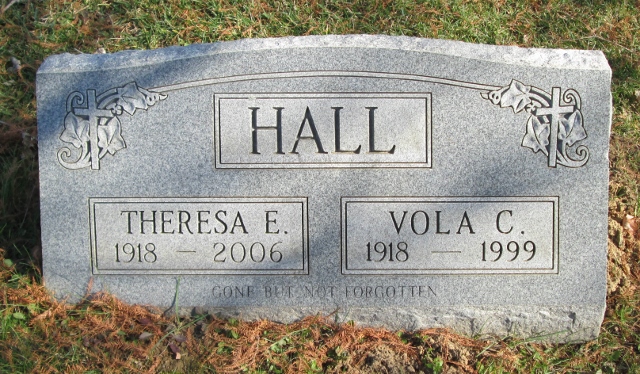 HALL
THERESA E.
1918 — 2006
VOLA C.
1918 — 1999
GONE BUT NOT FORGOTTEN